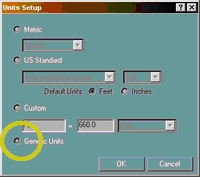 Units Setup
Metric
US Standard
Default Units: Feet Inches
Custom
= 660.0
Generic Units
OK Cancel